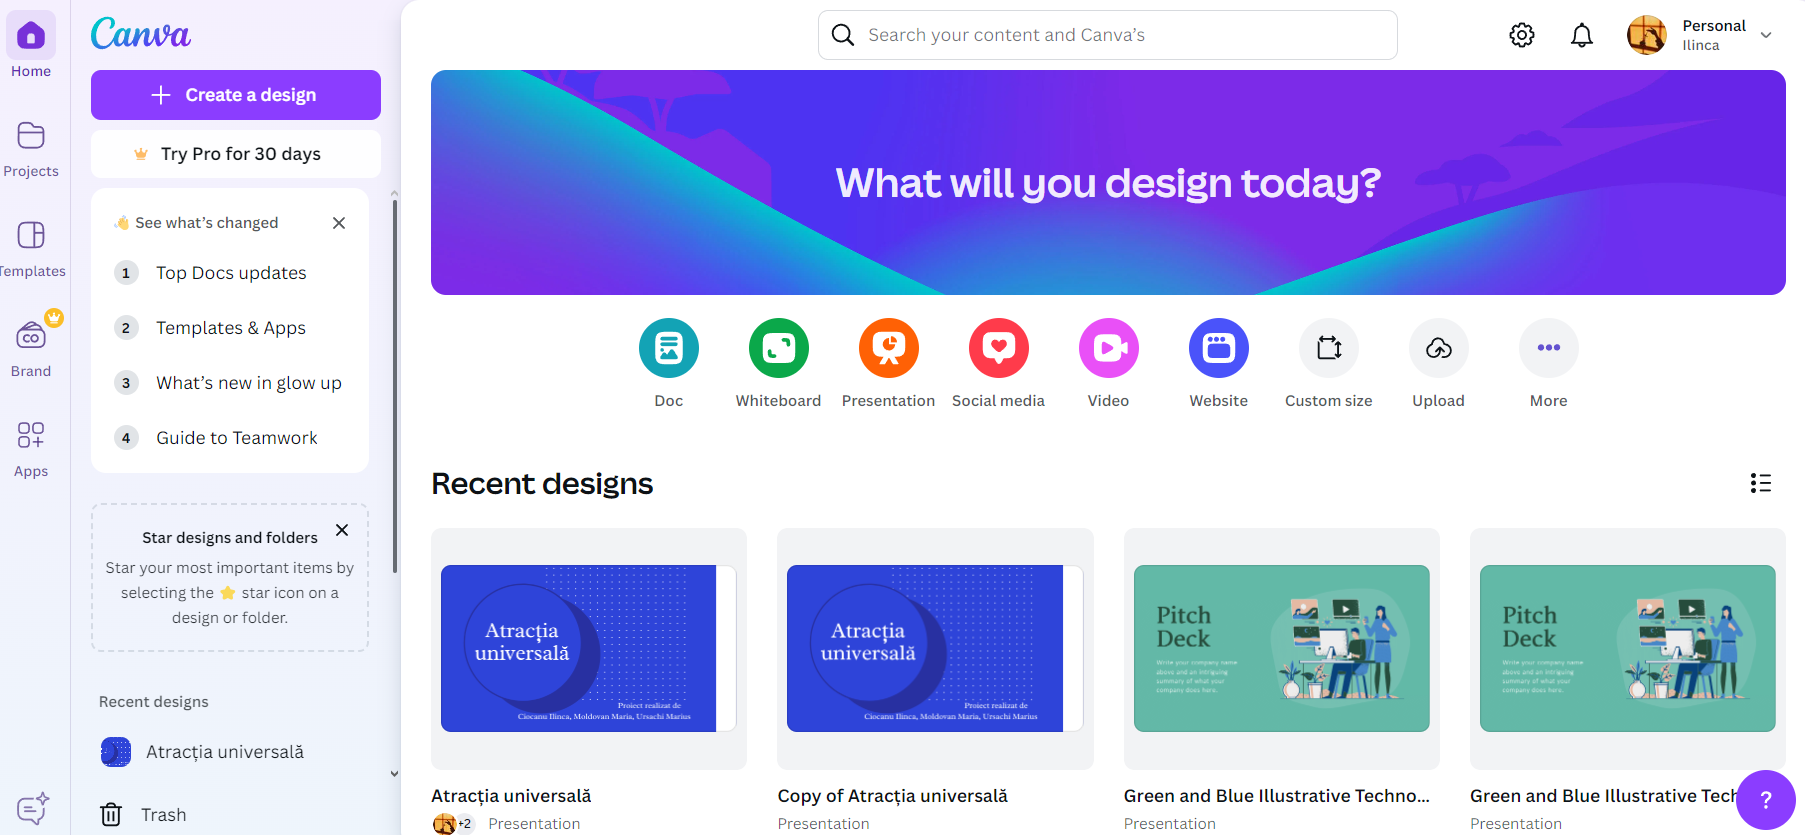 Home
Projects
Templates
Brand
Apps
Canva
Create a design
Try Pro for 30 days
See what's changed
1 Top Docs updates
2 Templates & Apps
3 What's new in glow up
4 Guide to Teamwork
Star designs and folders
Star your most important items by
selecting the star icon on a
design or folder.
Recent designs
Atracția universală
Trash
Search your content and Canva's
Personal
Ilinca
What will you design today?
Doc
Whiteboard
Presentation
Social media
Video
Website
Custom size
Upload
More
Recent designs
Atracția
universală
Proiect realizat de
Ciocanu Ilinca, Moldovan Maria, Ursachi Marius
Atracția universală
+2 Presentation
Atracția
universală
Proiect realizat de
Ciocanu Ilinca, Moldovan Maria, Ursachi Marius
Copy of Atracția universală
Presentation
Pitch
Deck
Write your company name
above and an intriguing
summary of what your
company does here.
Green and Blue Illustrative Techno...
Presentation
Pitch
Deck
Write your company name
above and an intriguing
summary of what your
company does here.
Green and Blue Illustrative Tech
Presentation
?